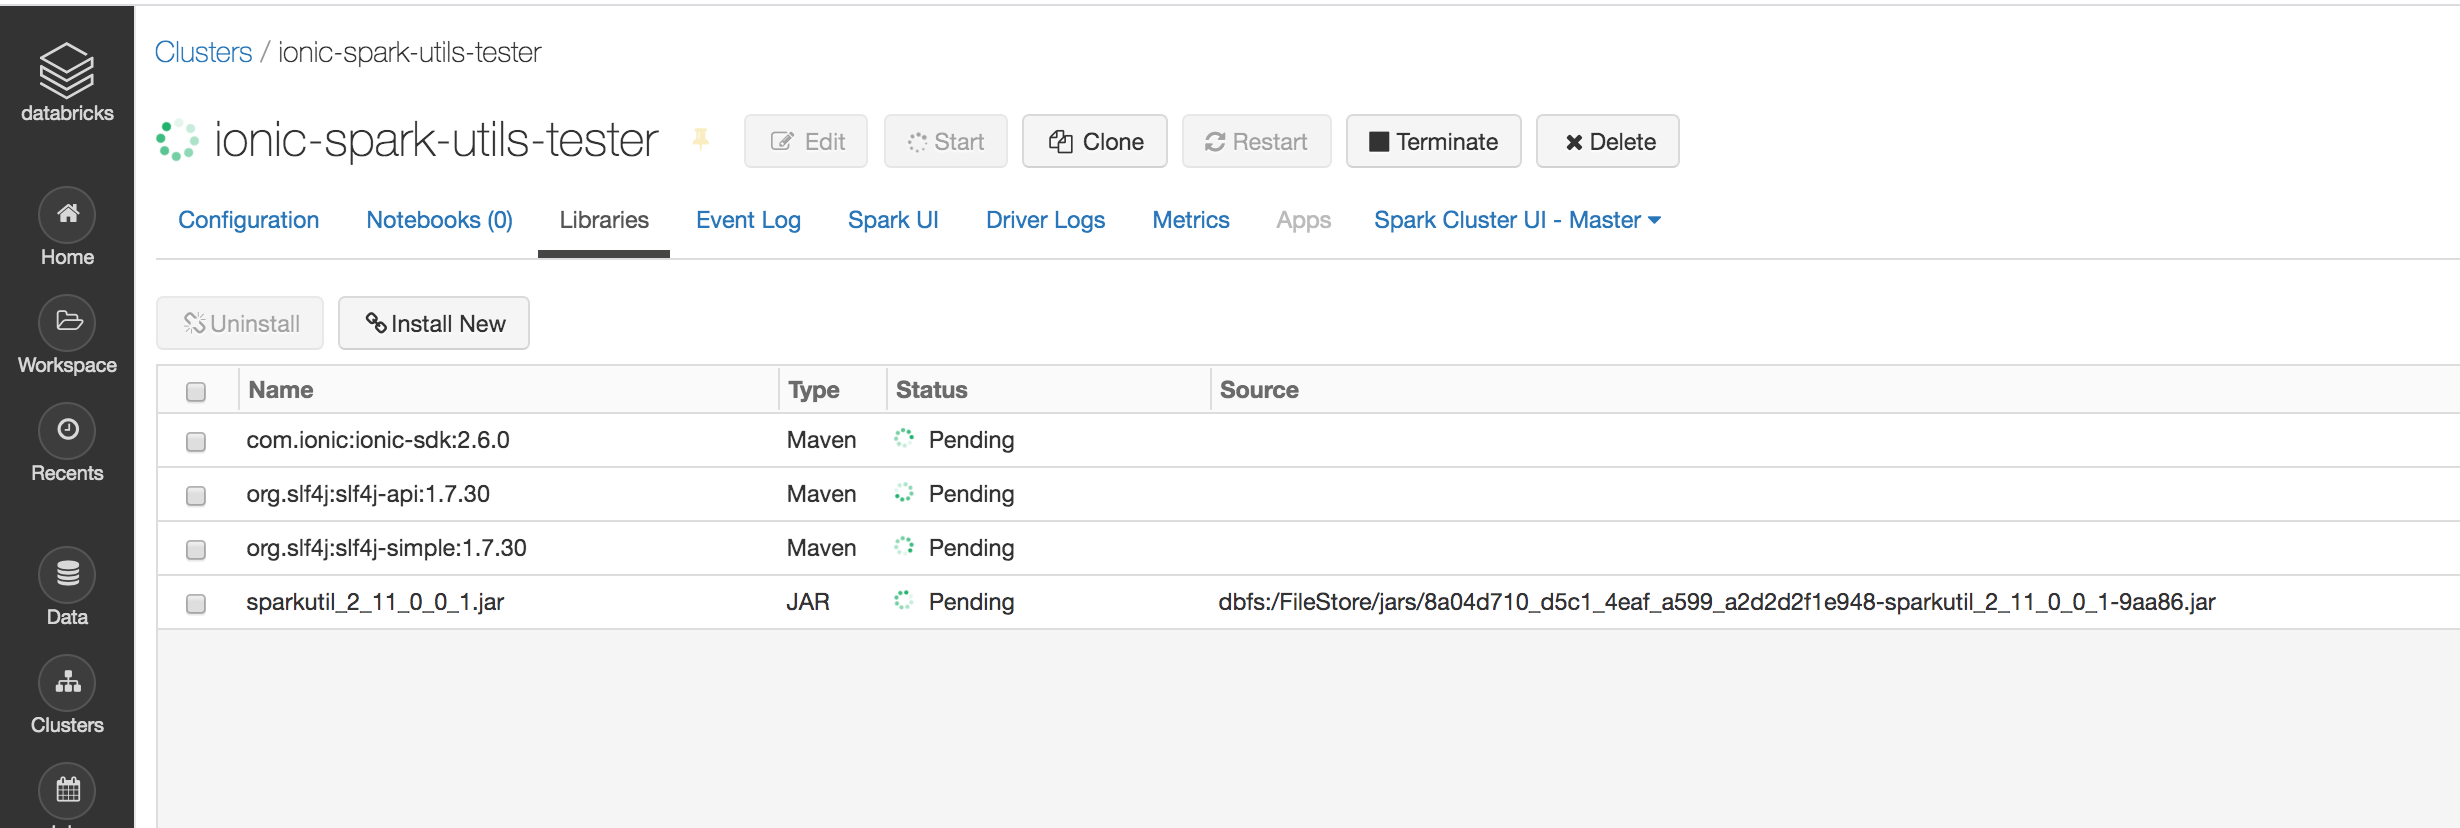 databricks
Home
Workspace
Recents
Data
Clusters
Clusters / ionic-spark-utils-tester
ionic-spark-utils-tester Edit Start Clone Restart Terminate Delete
Configuration Notebooks (0) Libraries Event Log Spark UI Driver Logs Metrics Apps Spark Cluster UI - Master
Uninstall Install New
Name Type Status Source
com.ionic:ionic-sdk:2.6.0 Maven Pending
org.slf4j:slf4j-api:1.7.30 Maven Pending
org.slf4j:slf4j-simple:1.7.30 Maven Pending
sparkutil_2_11_0_0_1.jar JAR Pending dbfs:/FileStore/jars/8a04d710_d5c1_4eaf_a599_a2d2d2f1e948-sparkutil_2_11_0_0_1-9aa86.jar